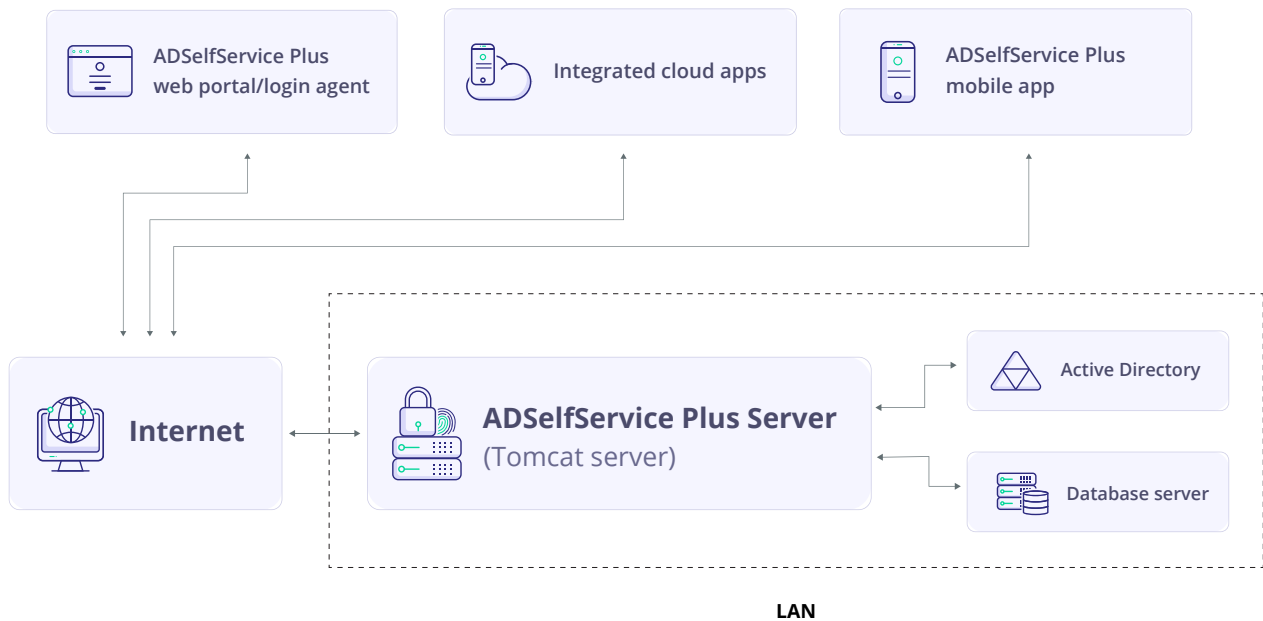 ADSelfService Plus
web portal/login agent
Integrated cloud apps
ADSelfService Plus
mobile app
Internet
ADSelfService Plus Server
(Tomcat server)
Active Directory
Database server
LAN